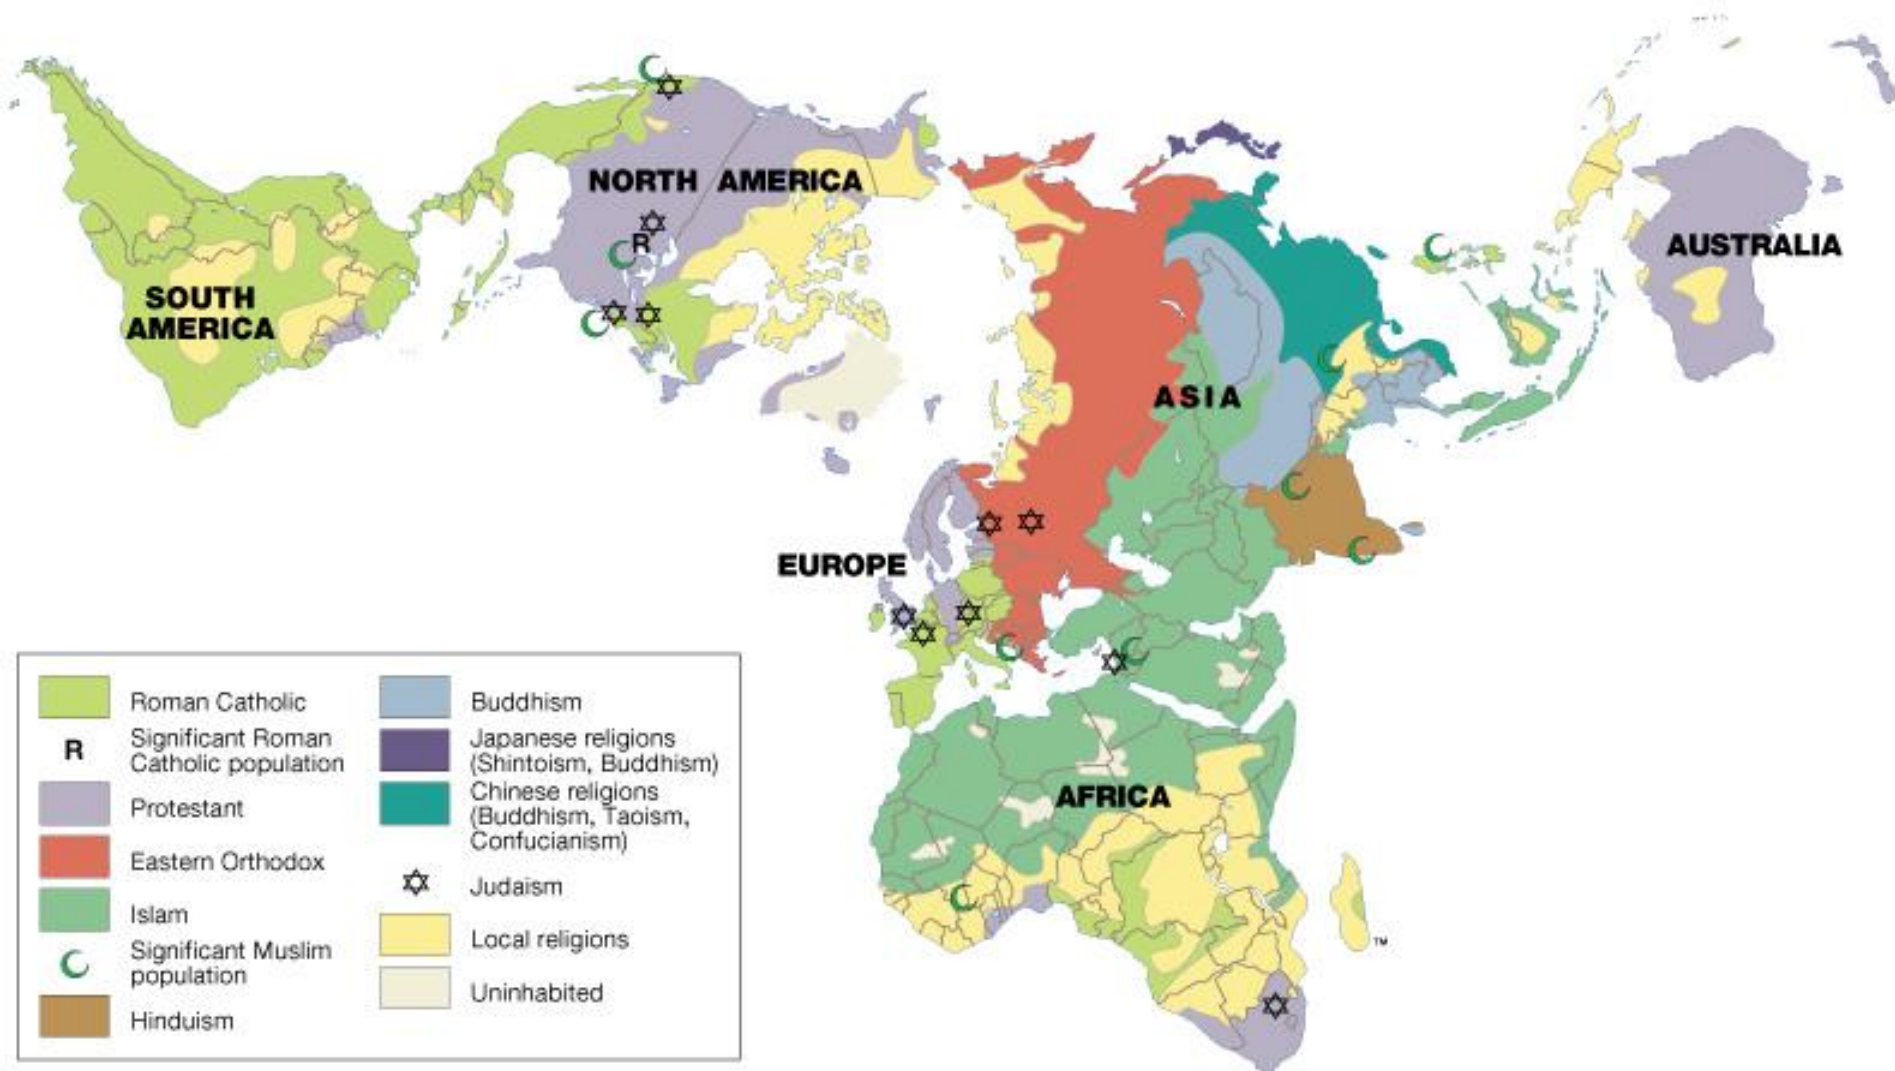 NORTH AMERICA
R
AUSTRALIA
SOUTH
AMERICA
ASIA
EUROPE
AFRICA
TM
Roman Catholic
R
Significant Roman
Catholic population
Protestant
Eastern Orthodox
Islam
Significant Muslim
population
Hinduism
Buddhism
Japanese religions
(Shintoism, Buddhism)
Chinese religions
(Buddhism, Taoism,
Confucianism)
Judaism
Local religions
Uninhabited